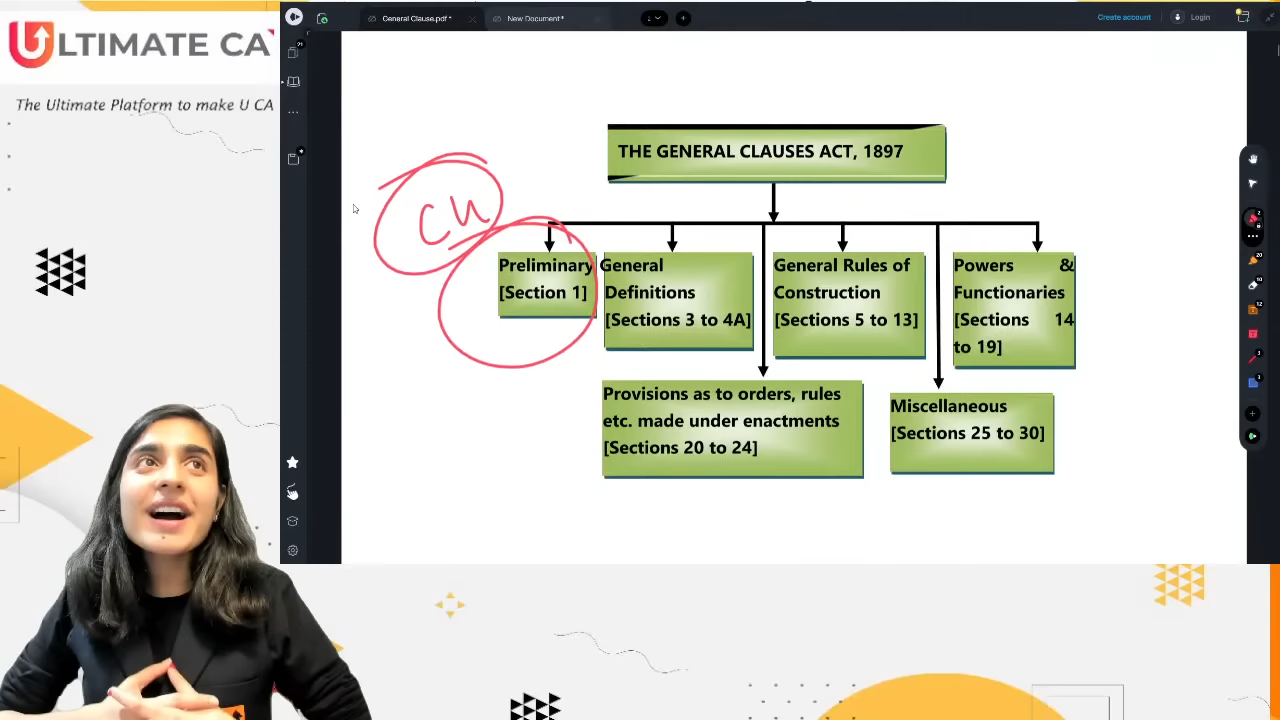 ULTIMATE CA
The Ultimate Platform to make U CA
General Clause.pdf *
New Document*
2
Create account
Login
THE GENERAL CLAUSES ACT, 1897
Preliminary
[Section 1]
General
Definitions
[Sections 3 to 4A]
General Rules of
Construction
[Sections 5 to 13]
Powers &
Functionaries
[Sections 14
to 19]
Provisions as to orders, rules
etc. made under enactments
[Sections 20 to 24]
Miscellaneous
[Sections 25 to 30]